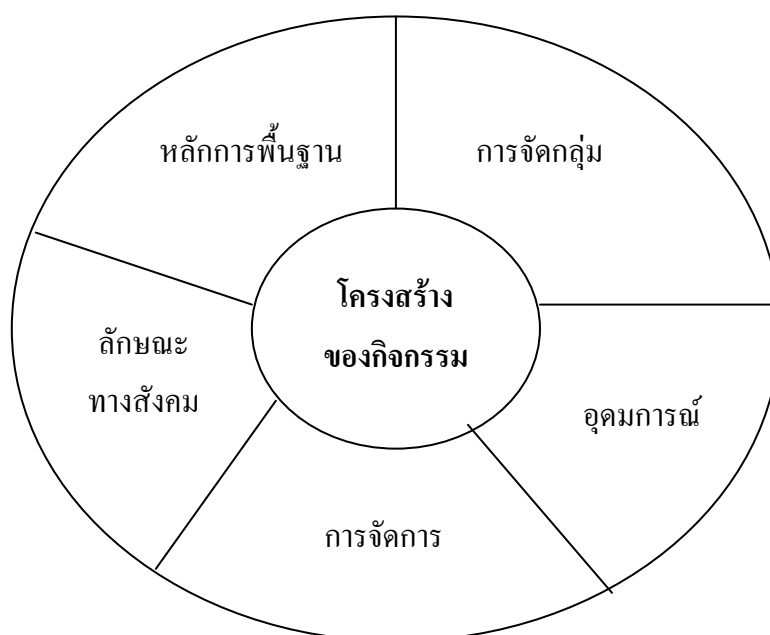 หลักการพื้นฐาน
การจัดกลุ่ม
โครงสร้าง
ของกิจกรรม
ลักษณะ
ทางสังคม
อุดมการณ์
การจัดการ